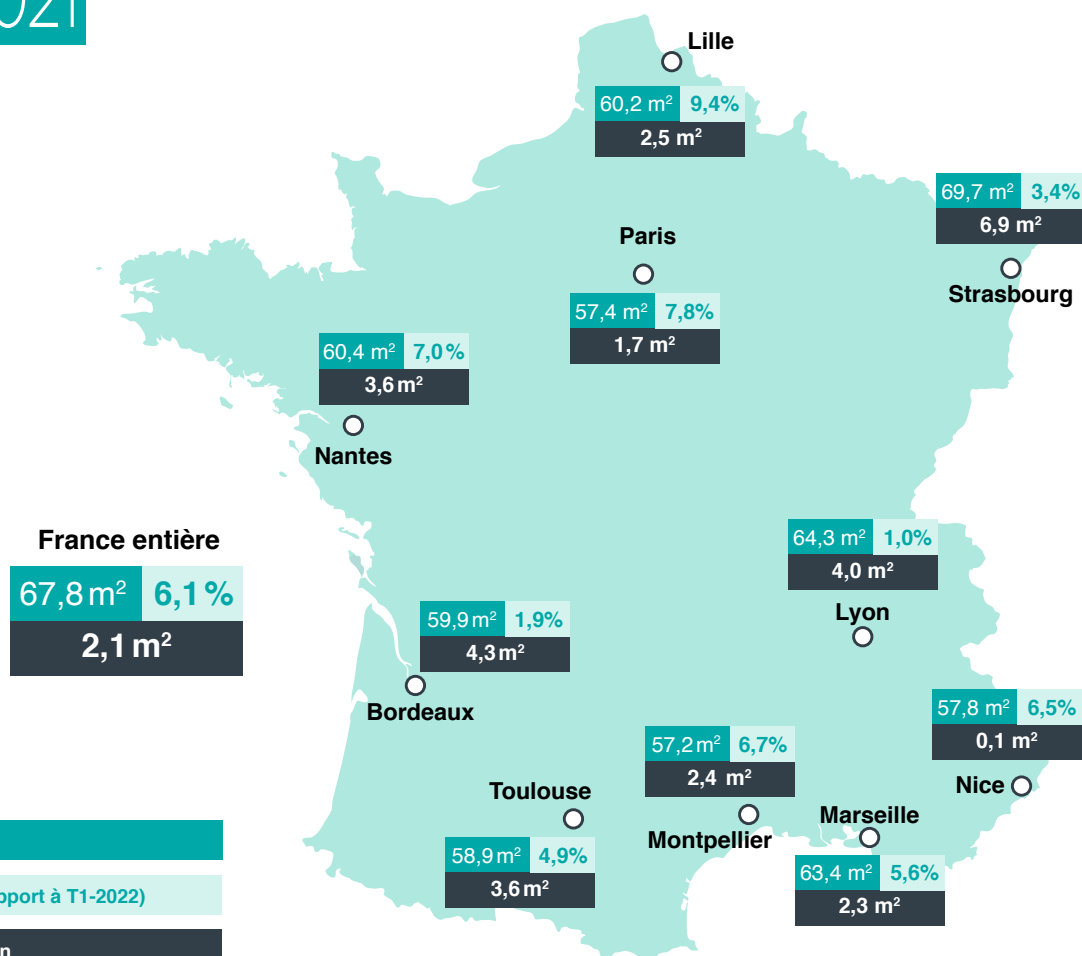 021
Lille
60,2 m² 9,4%
2,5 m²
69,7 m² 3,4%
6,9 m²
Strasbourg
Paris
57,4 m² 7,8%
1,7 m²
60,4 m² 7,0%
3,6 m²
Nantes
France entière
67,8 m² 6,1%
2,1 m²
64,3 m² 1,0%
4,0 m²
Lyon
59,9 m² 1,9%
4,3 m²
Bordeaux
57,8 m² 6,5%
0,1 m²
Nice
57,2 m² 6,7%
2,4 m²
Montpellier
Toulouse
58,9 m² 4,9%
3,6 m²
Marseille
63,4 m² 5,6%
2,3 m²
pport à T1-2022)